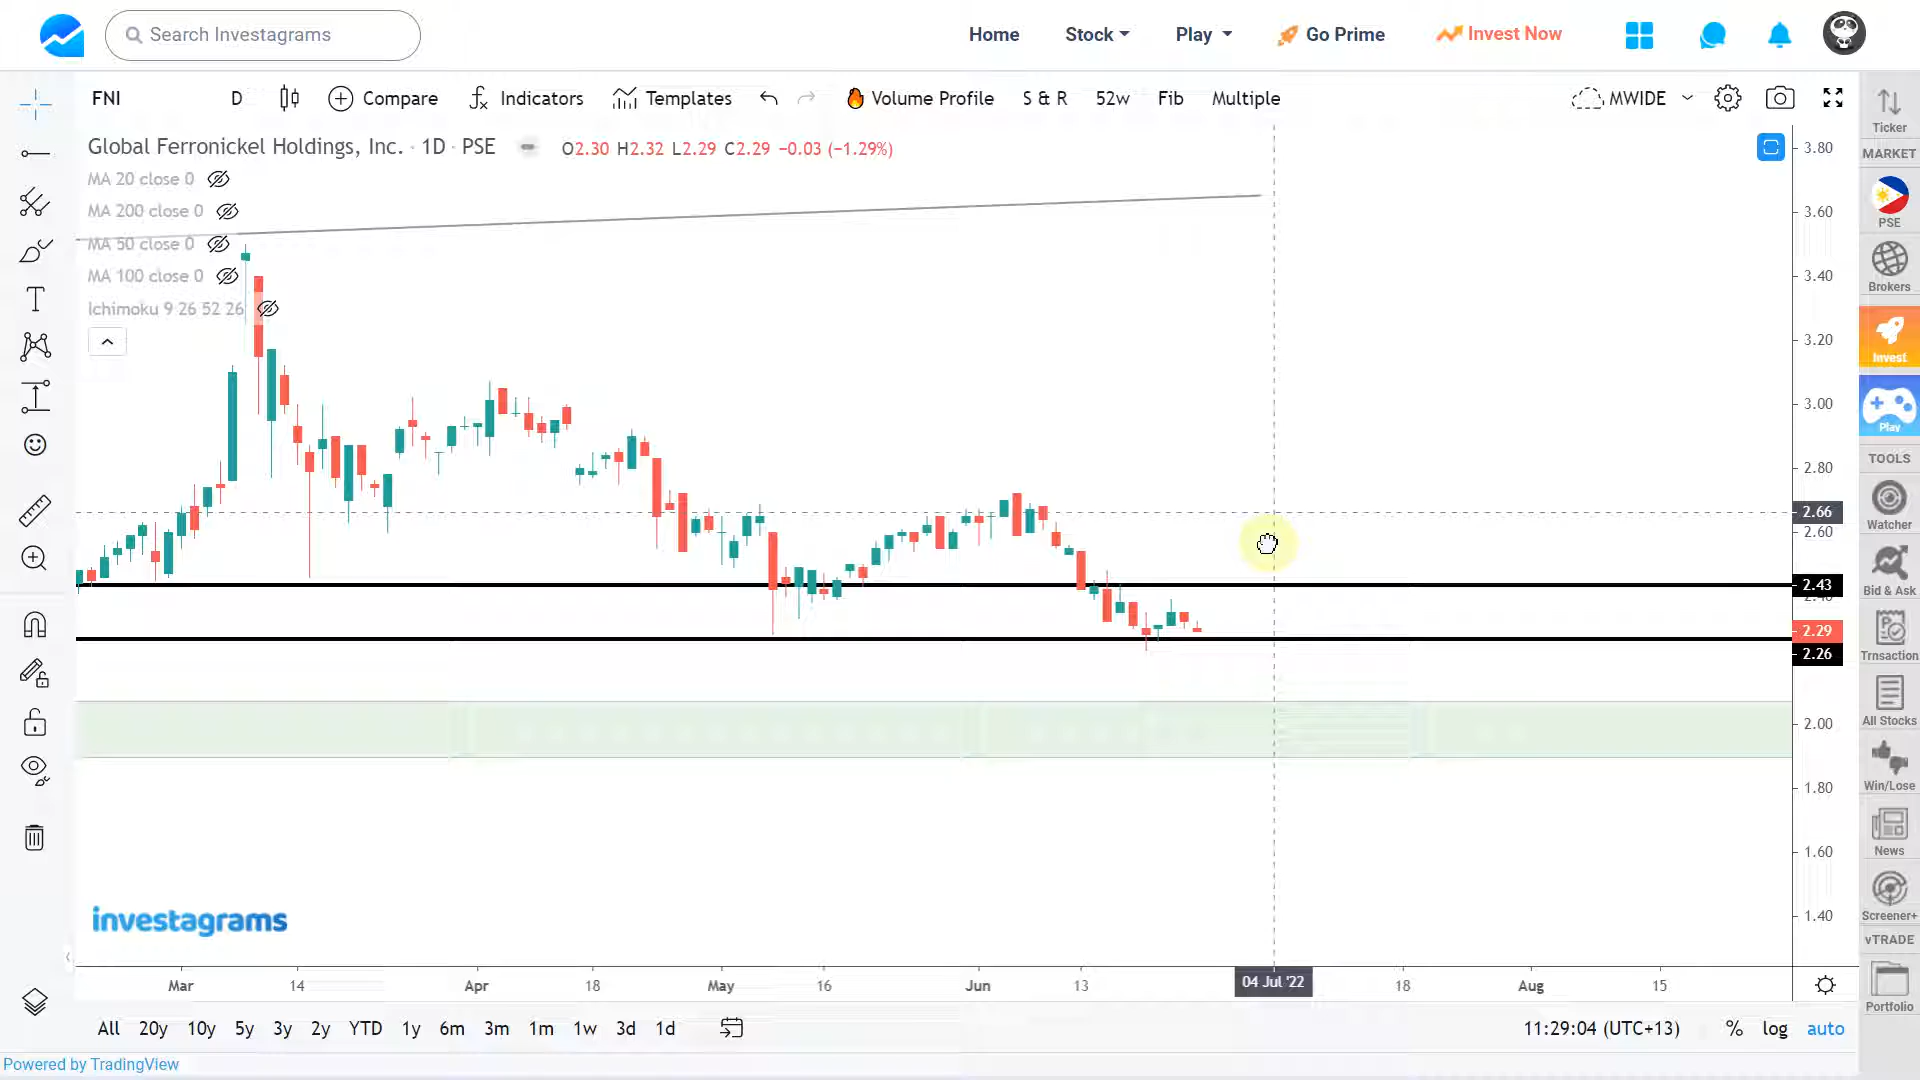 Search Investagrams
Home
Stock
Play
Go Prime
Invest Now
FNI
D
Compare
Indicators
Templates
Volume Profile
S & R
52w
Fib
Multiple
MWIDE
Global Ferronickel Holdings, Inc. · 1D · PSE
O2.30 H2.32 L2.29 C2.29 −0.03 (−1.29%)
MA 20 close 0
MA 200 close 0
MA 50 close 0
MA 100 close 0
Ichimoku 9 26 52 26
3.80
3.60
3.40
3.20
3.00
2.80
2.66
2.60
2.43
2.40
2.29
2.26
2.00
1.80
1.60
1.40
investagrams
Mar
14
Apr
18
May
16
Jun
13
04 Jul '22
18
Aug
15
All
20y
10y
5y
3y
2y
YTD
1y
6m
3m
1m
1w
3d
1d
11:29:04 (UTC+13)
%
log
auto
Powered by TradingView
Ticker
MARKET
PSE
Brokers
Invest
Play
TOOLS
Watcher
Bid & Ask
Trnsaction
All Stocks
Win/Lose
News
Screener+
vTRADE
Portfolio